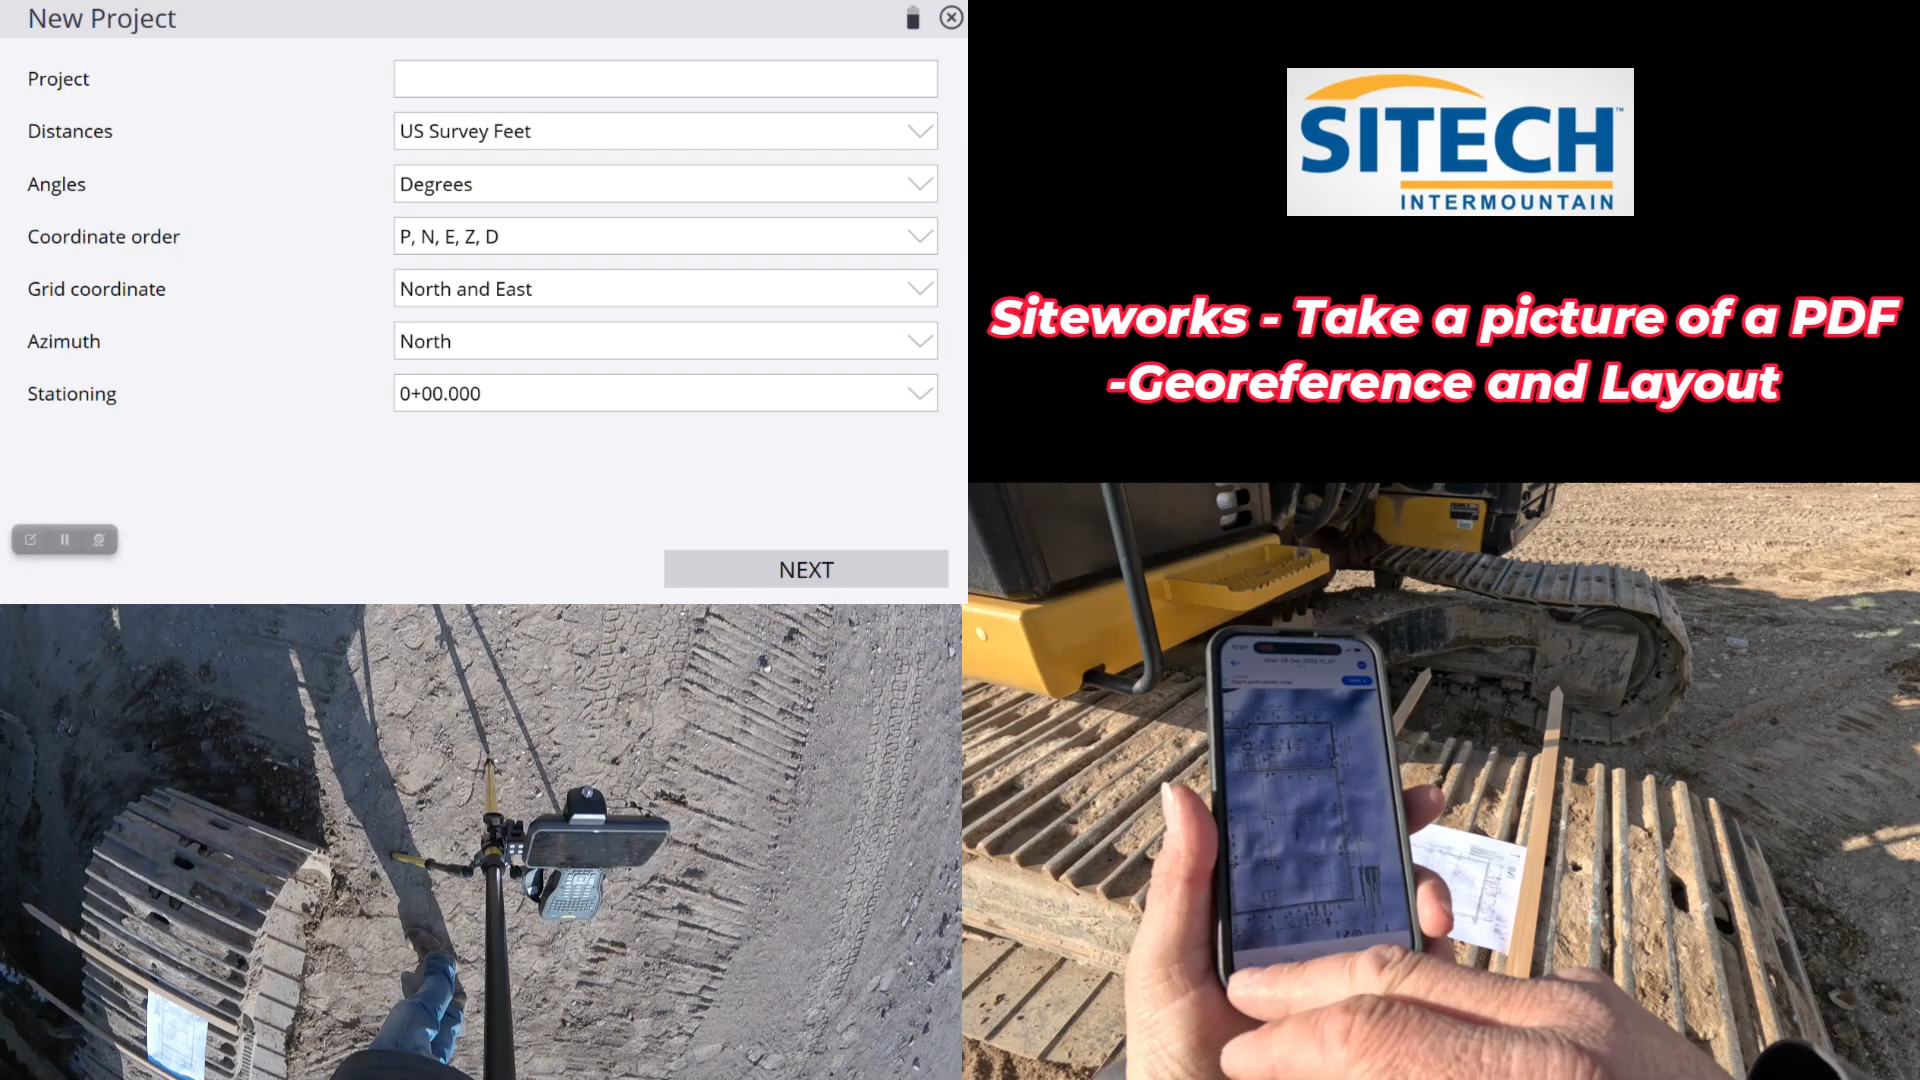 New Project
Project
Distances
US Survey Feet
Angles
Degrees
Coordinate order
P, N, E, Z, D
Grid coordinate
North and East
Azimuth
North
Stationing
0+00.000
NEXT
SITECH™
INTERMOUNTAIN
Siteworks - Take a picture of a PDF
-Georeference and Layout